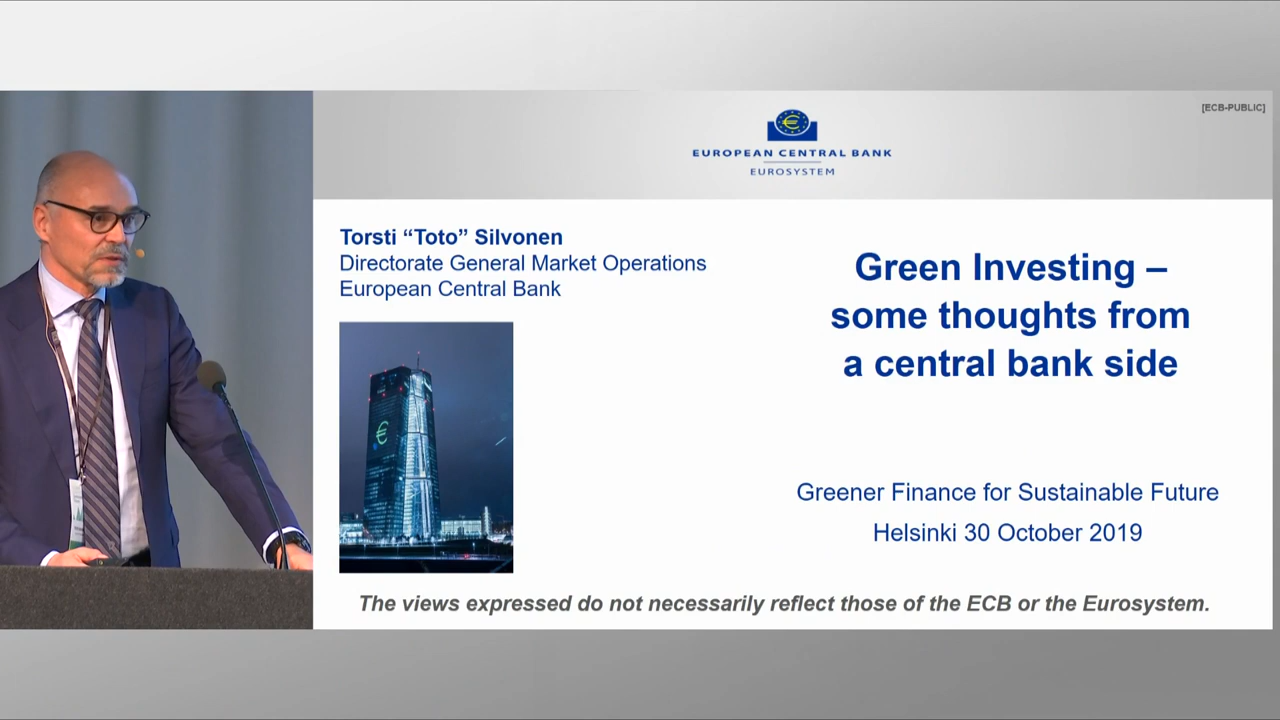 [ECB-PUBLIC]
EUROPEAN CENTRAL BANK
EUROSYSTEM
Torsti “Toto” Silvonen
Directorate General Market Operations
European Central Bank
Green Investing –
some thoughts from
a central bank side
Greener Finance for Sustainable Future
Helsinki 30 October 2019
The views expressed do not necessarily reflect those of the ECB or the Eurosystem.